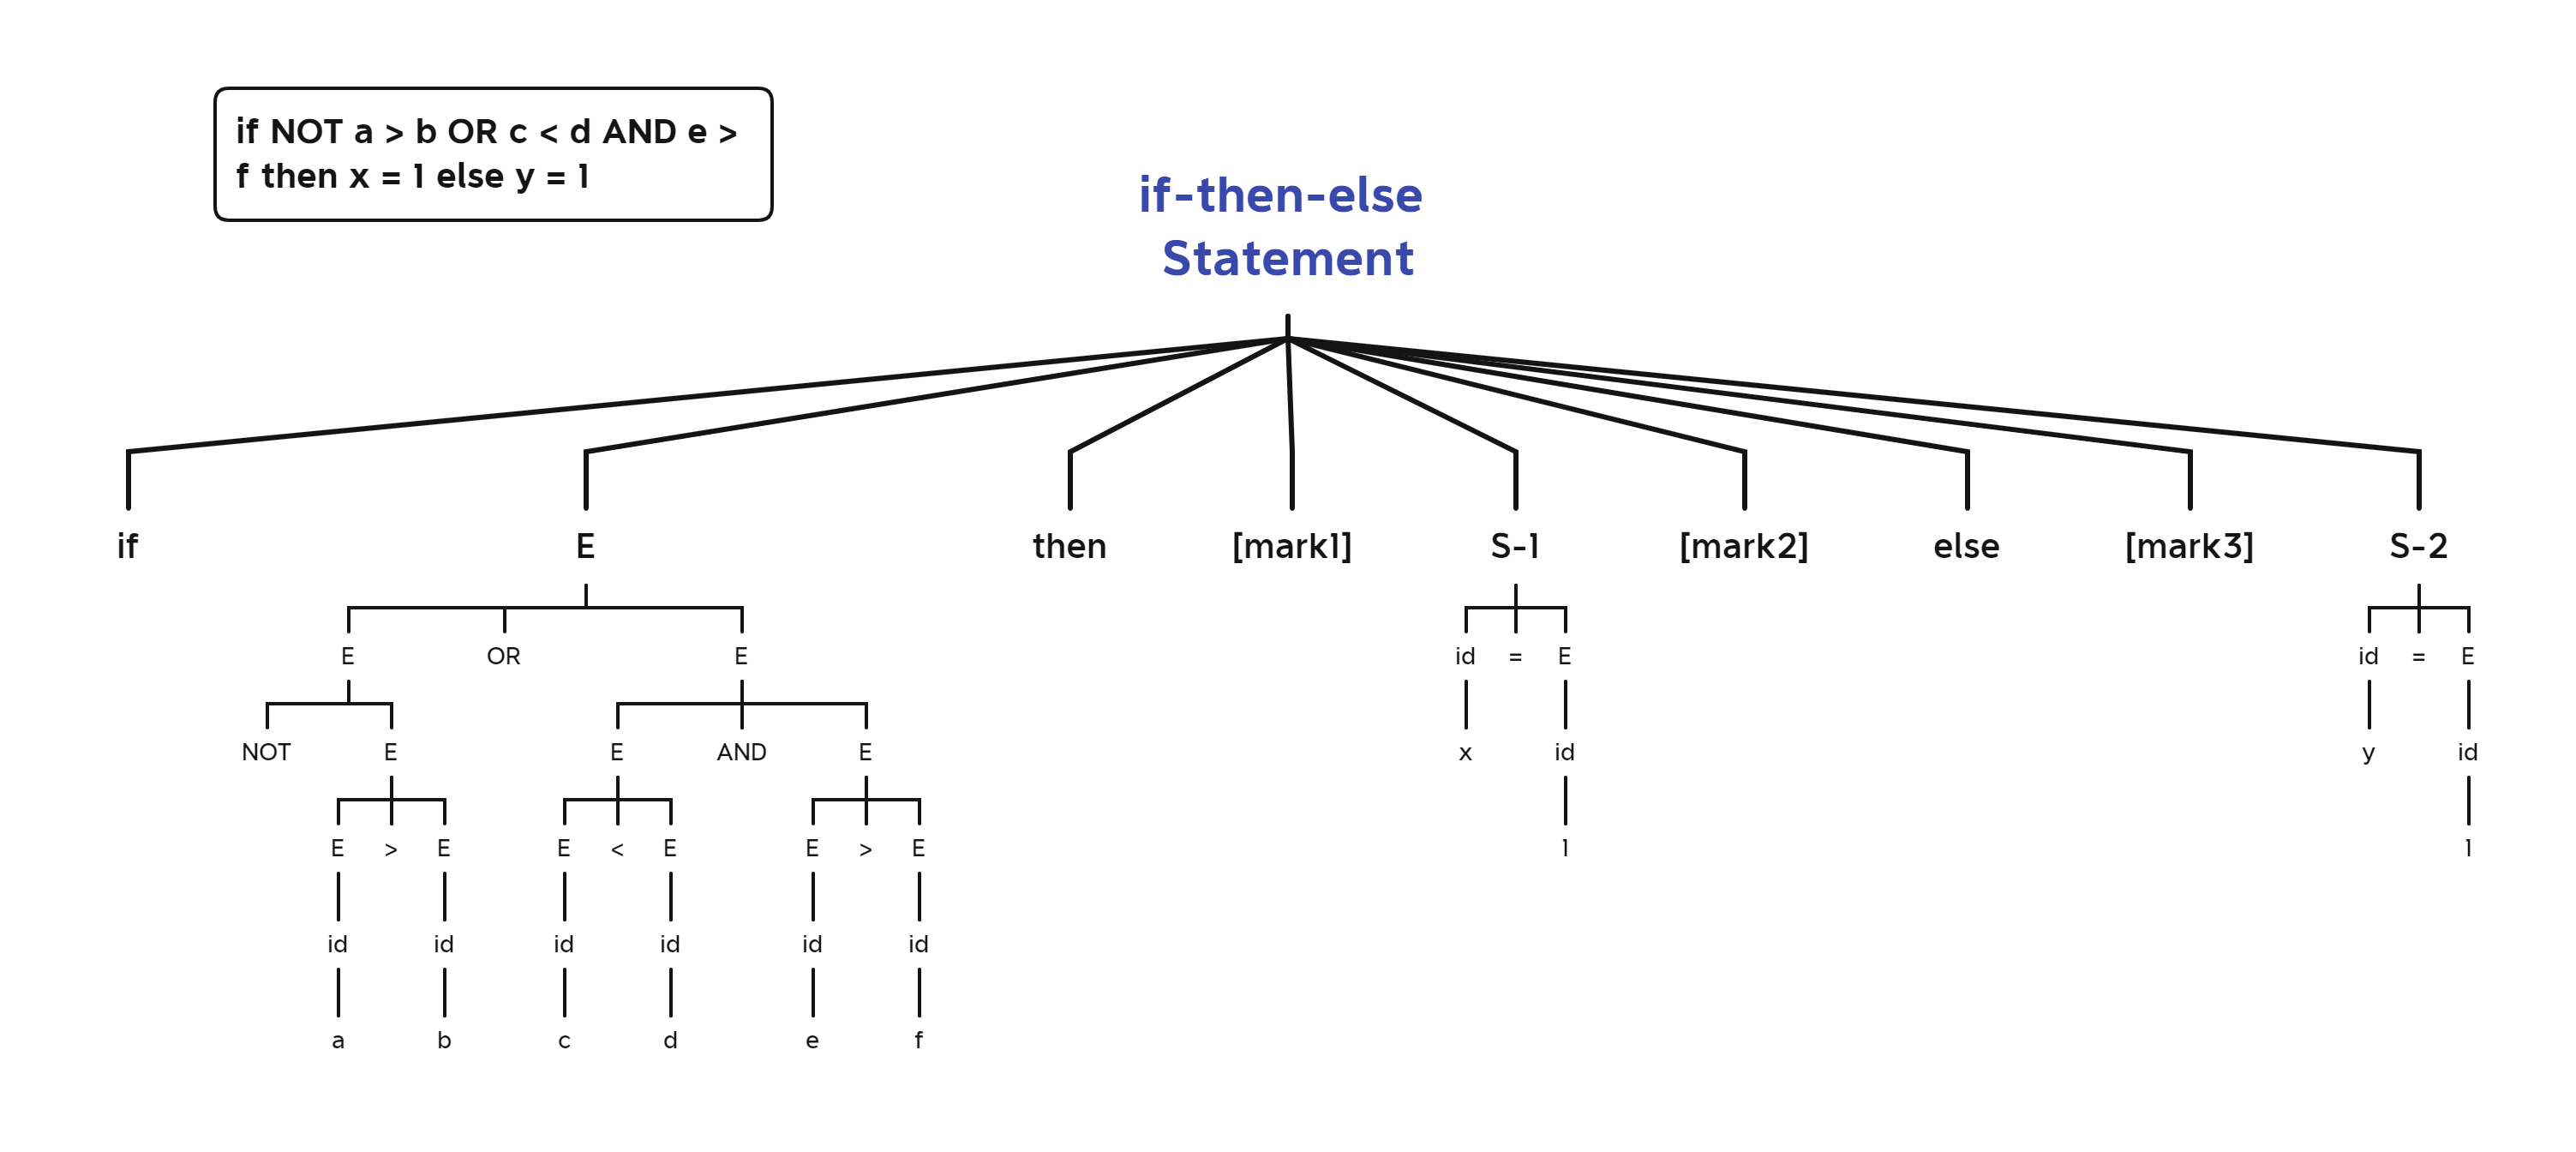 if NOT a > b OR c < d AND e >
f then x = 1 else y = 1
if-then-else
Statement
if E then [mark1] S-1 [mark2] else [mark3] S-2
E OR E id = E id = E
NOT E E AND E x id y id
E > E E < E E > E 1 1
id id id id id id
a b c d e f